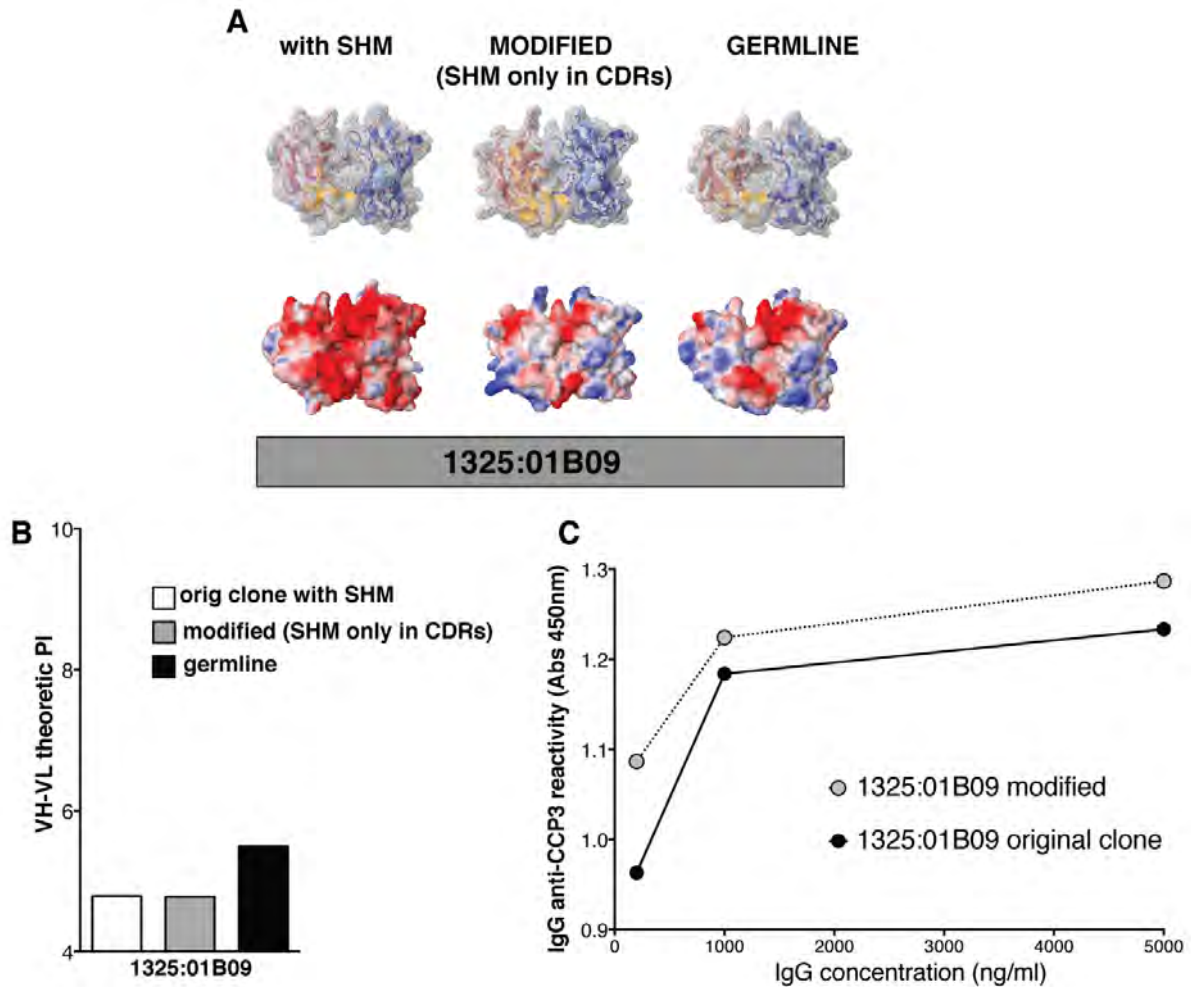 A
with SHM
MODIFIED
(SHM only in CDRs)
GERMLINE
1325:01B09
B
10
8
6
4
VH-VL theoretic PI
orig clone with SHM
modified (SHM only in CDRs)
germline
1325:01B09
C
IgG anti-CCP3 reactivity (Abs 450nm)
1.3
1.2
1.1
1.0
0.9
1325:01B09 modified
1325:01B09 original clone
0 1000 2000 3000 4000 5000
IgG concentration (ng/ml)